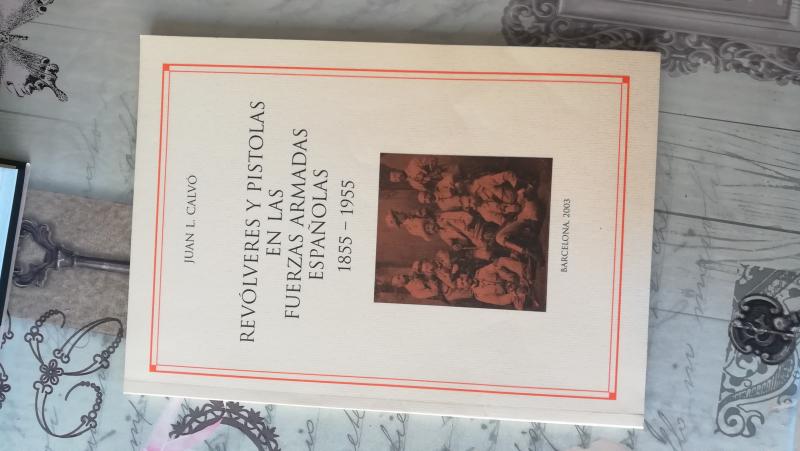 JUAN L. CALVÓ
REVÓLVERES Y PISTOLAS
EN LAS
FUERZAS ARMADAS
ESPAÑOLAS
1855 – 1955
BARCELONA, 2003